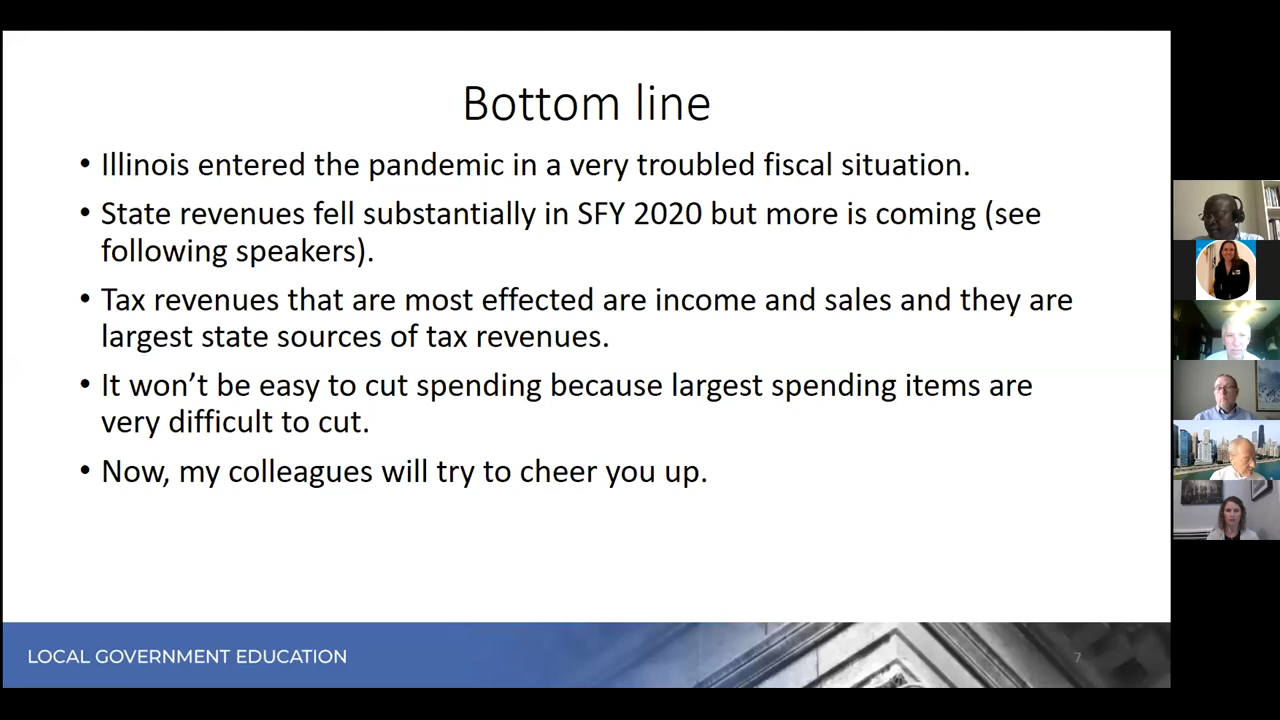 Bottom line
• Illinois entered the pandemic in a very troubled fiscal situation.
• State revenues fell substantially in SFY 2020 but more is coming (see
following speakers).
• Tax revenues that are most effected are income and sales and they are
largest state sources of tax revenues.
• It won’t be easy to cut spending because largest spending items are
very difficult to cut.
• Now, my colleagues will try to cheer you up.
LOCAL GOVERNMENT EDUCATION
7